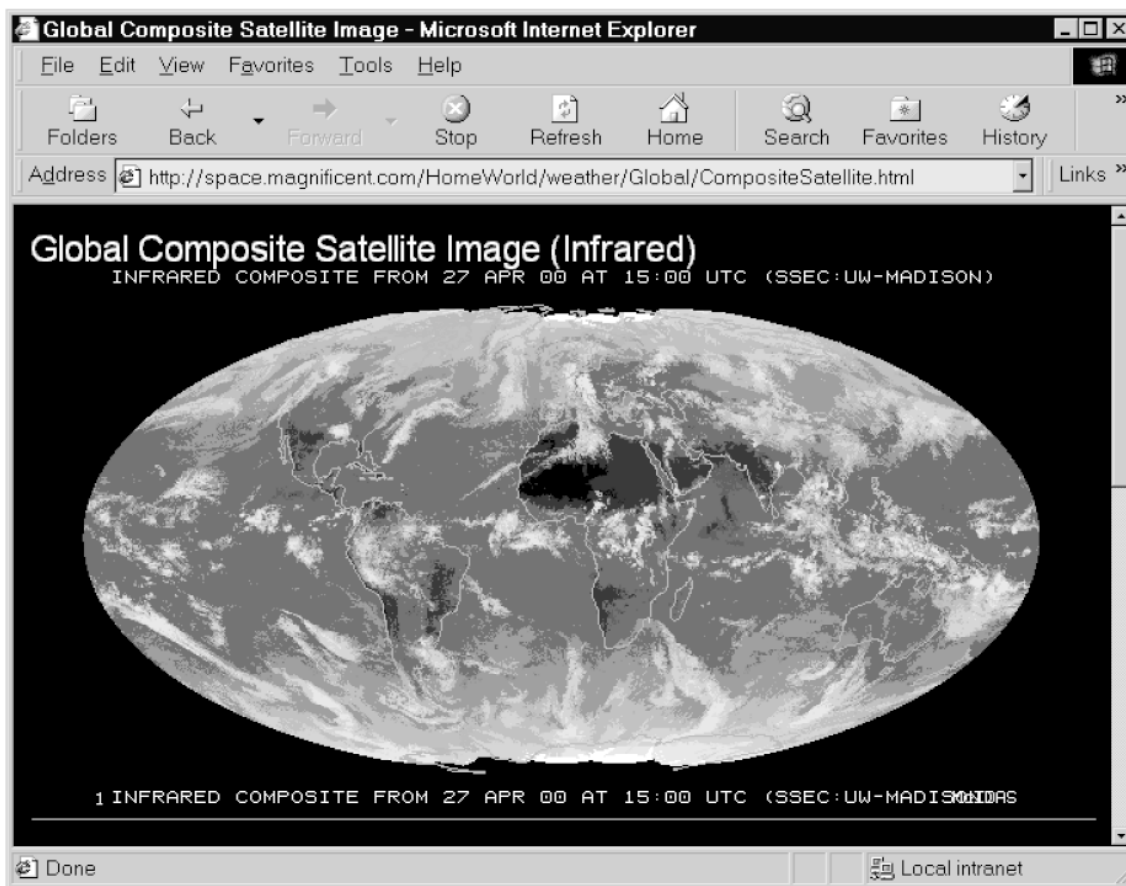 Global Composite Satellite Image - Microsoft Internet Explorer
File Edit View Favorites Tools Help
Folders Back Forward Stop Refresh Home Search Favorites History »
Address http://space.magnificent.com/HomeWorld/weather/Global/CompositeSatellite.html Links »
Global Composite Satellite Image (Infrared)
INFRARED COMPOSITE FROM 27 APR 00 AT 15:00 UTC (SSEC:UW-MADISON)
1 INFRARED COMPOSITE FROM 27 APR 00 AT 15:00 UTC (SSEC:UW-MADISON)
Done Local intranet